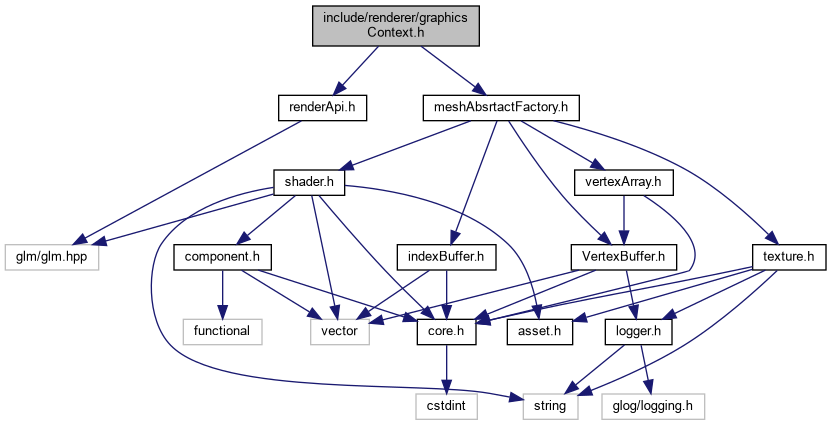 include/renderer/graphics
Context.h
renderApi.h
meshAbsrtactFactory.h
shader.h
vertexArray.h
glm/glm.hpp
component.h
indexBuffer.h
VertexBuffer.h
texture.h
functional
vector
core.h
asset.h
logger.h
cstdint
string
glog/logging.h